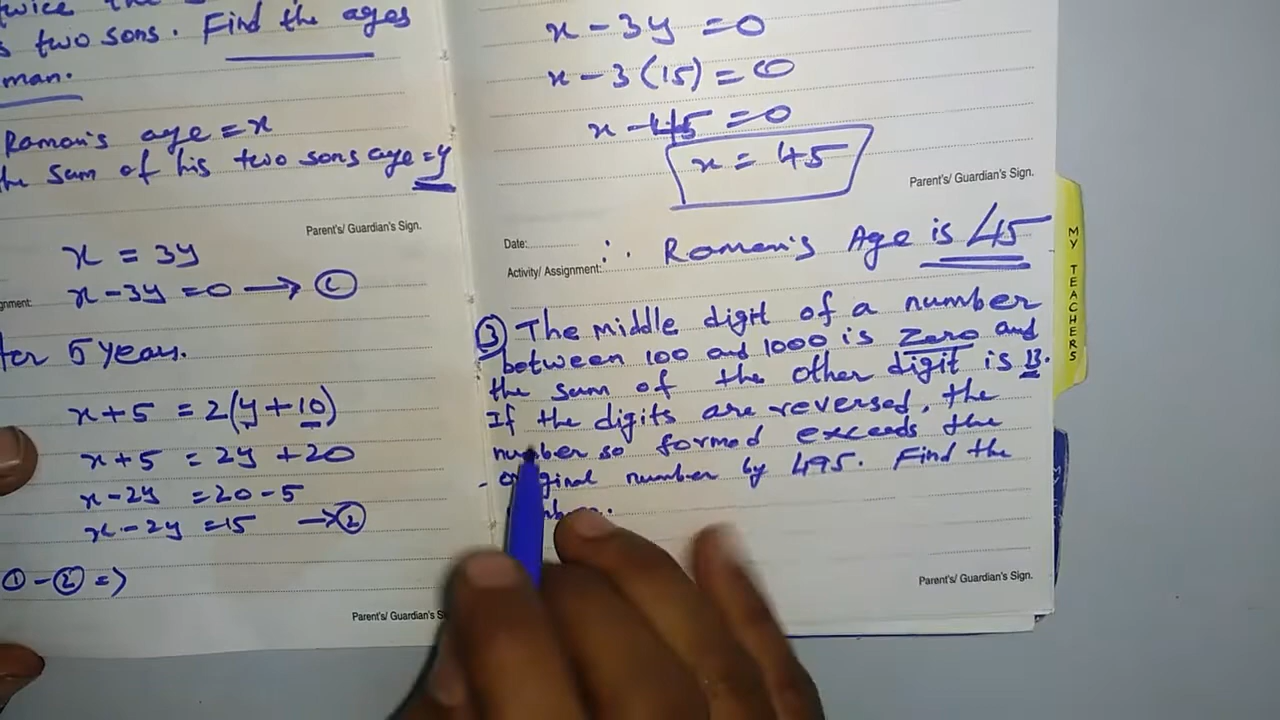 twice the
s two sons. Find the ages
man.
Raman's age = x
the sum of his two sons age = y
Parent's/ Guardian's Sign.
x = 3y
x - 3y = 0 → ①
5 years.
x + 5 = 2(y + 10)
x + 5 = 2y + 20
x - 2y = 20 - 5
x - 2y = 15 → ②
① - ② =>
Parent's/ Guardian's
x - 3y = 0
x - 3(15) = 0
x - 45 = 0
x = 45
Parent's/ Guardian's Sign.
Date:
Activity/ Assignment:
∴ Raman's Age is 45
③ The middle digit of a number
between 100 and 1000 is Zero and
the sum of the other digit is 13.
If the digits are reversed, the
number so formed exceeds the
original number by 495. Find the
Parent's/ Guardian's Sign.
MY TEACHERS